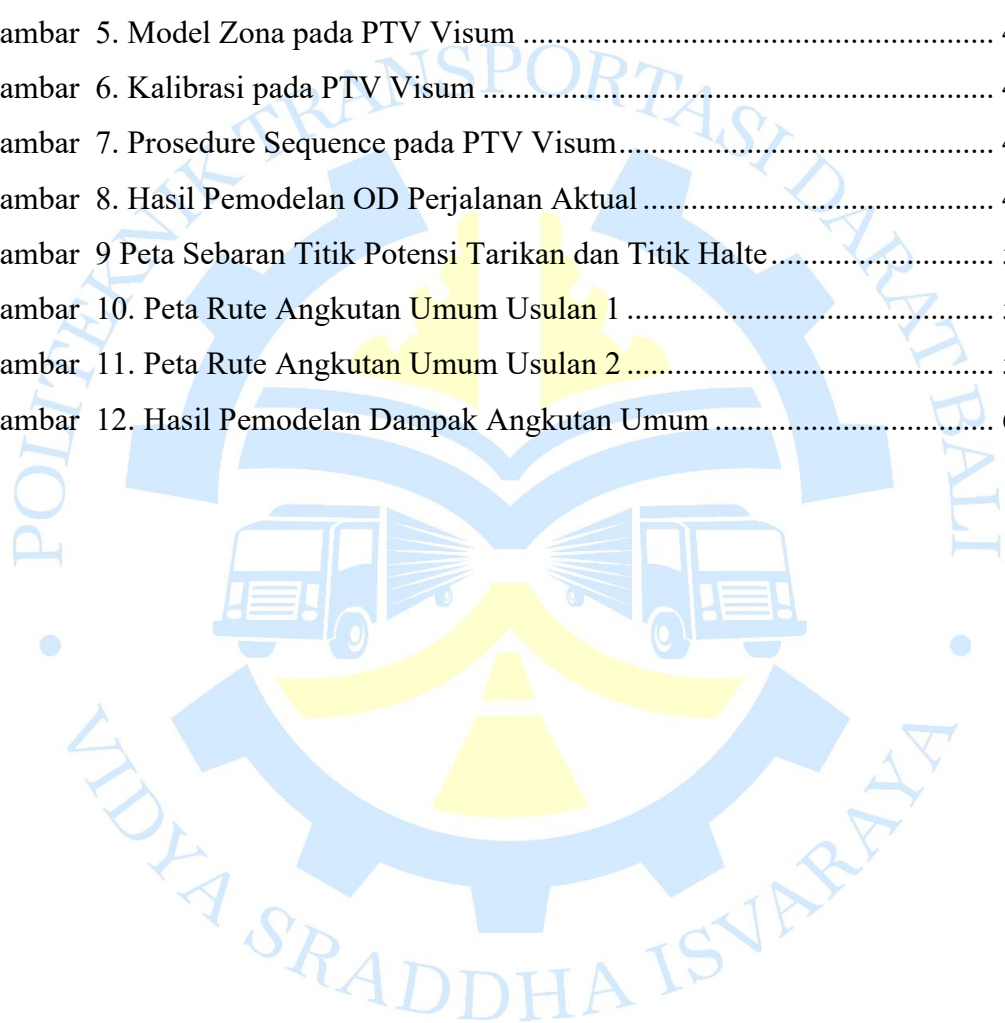 ambar 5. Model Zona pada PTV Visum ............................................................
ambar 6. Kalibrasi pada PTV Visum .................................................................
ambar 7. Prosedure Sequence pada PTV Visum................................................
ambar 8. Hasil Pemodelan OD Perjalanan Aktual.............................................
ambar 9 Peta Sebaran Titik Potensi Tarikan dan Titik Halte............................
ambar 10. Peta Rute Angkutan Umum Usulan 1 ..............................................
ambar 11. Peta Rute Angkutan Umum Usulan 2 ..............................................
ambar 12. Hasil Pemodelan Dampak Angkutan Umum ...................................
POLITEKNIK TRANSPORTASI DARAT BALI
VIDYA SRADDHA ISVARAYA